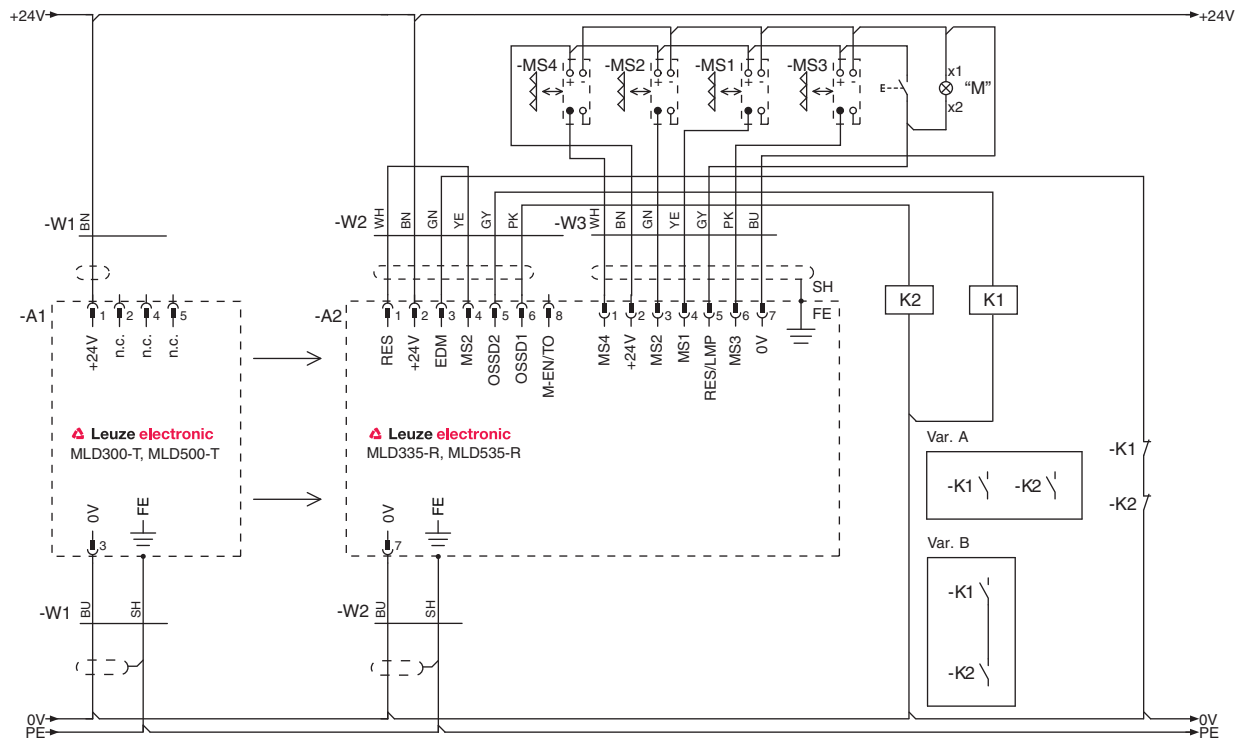 +24V +24V
-MS4 -MS2 -MS1 -MS3
+ - + - + - + -
E
x1
"M"
x2
-W1 BN
-W2 WH BN GN YE GY PK
-W3 WH BN GN YE GY PK BU
SH
FE
K2 K1
-A1 1 2 4 5
+24V n.c. n.c. n.c.
-A2 1 2 3 4 5 6 8
RES +24V EDM MS2 OSSD2 OSSD1 M-EN/TO
1 2 3 4 5 6 7
MS4 +24V MS2 MS1 RES/LMP MS3 0V
Leuze electronic
MLD300-T, MLD500-T
Leuze electronic
MLD335-R, MLD535-R
Var. A
-K1 -K2
-K1
-K2
0V FE
3
0V FE
7
Var. B
-K1
-K2
-W1 BU SH
-W2 BU SH
0V 0V
PE PE